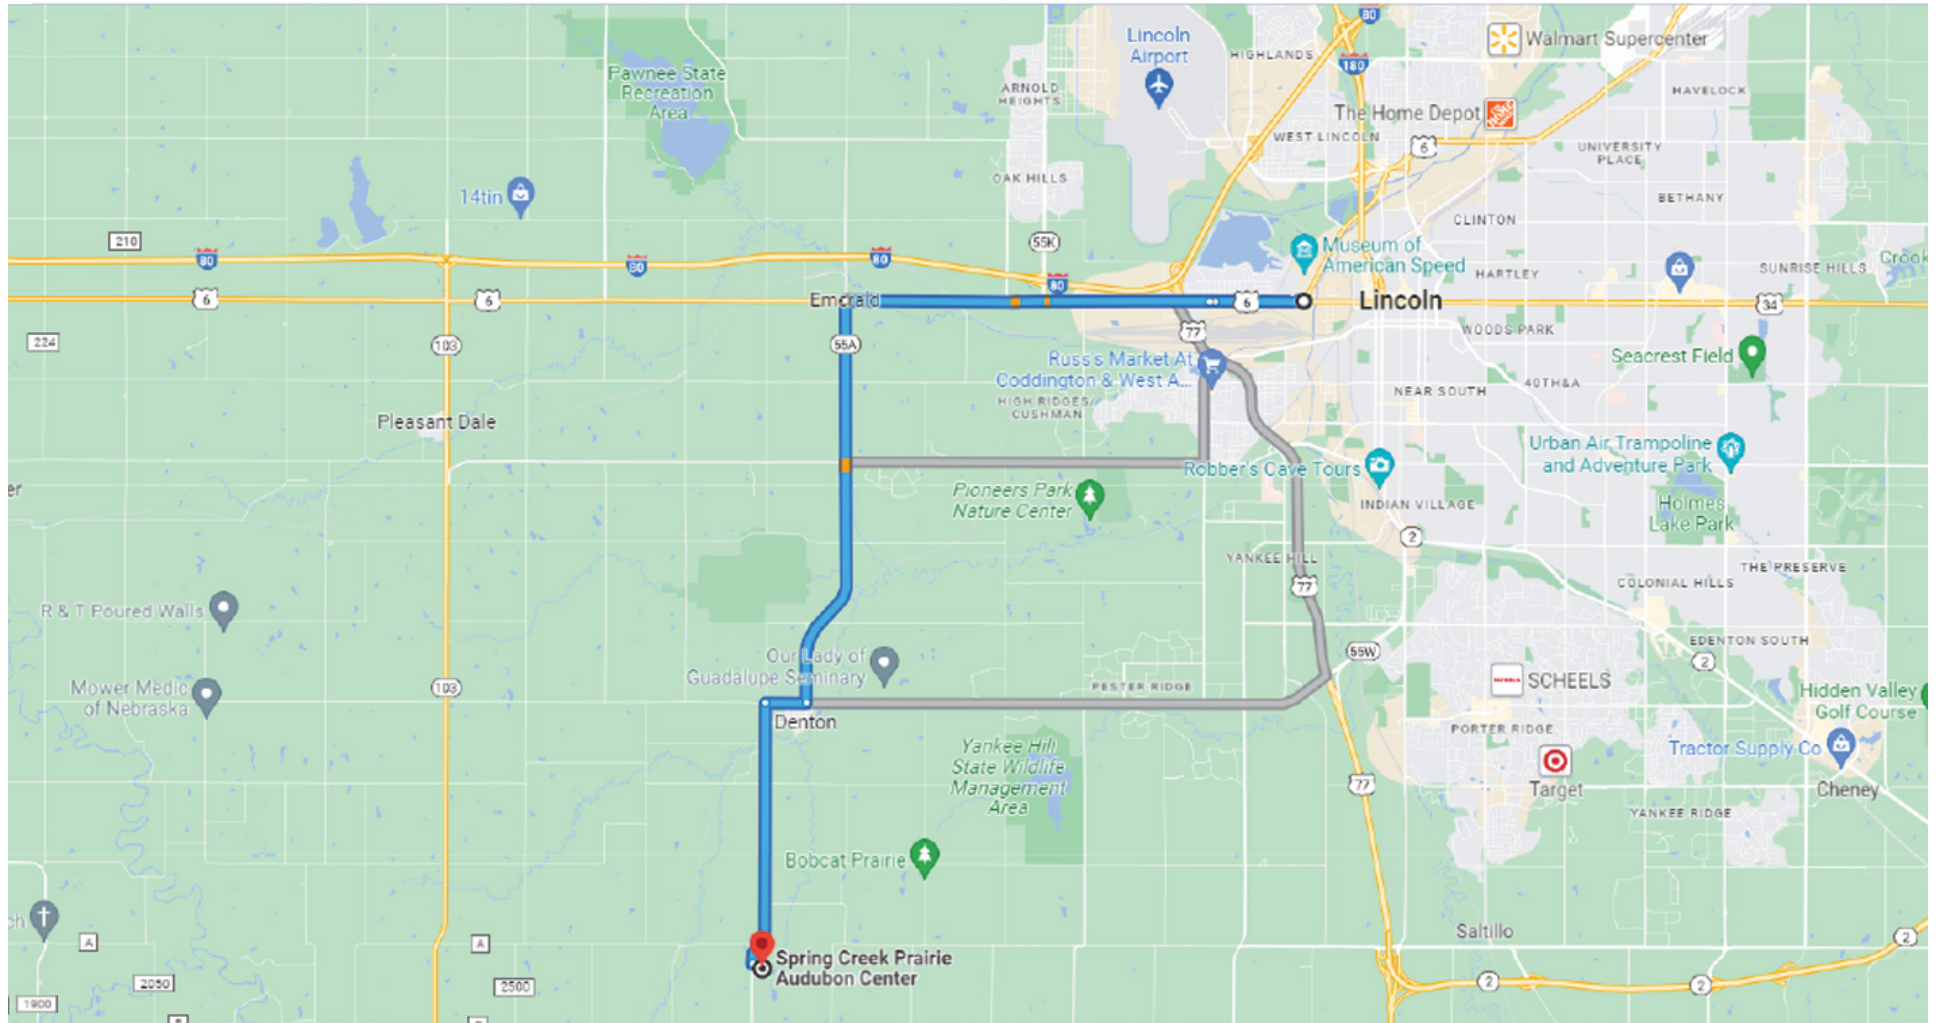 80
Lincoln
Airport
HIGHLANDS
180
Walmart Supercenter
Pawnee State
Recreation
Area
ARNOLD
HEIGHTS
HAVELOCK
The Home Depot
WEST LINCOLN
6
UNIVERSITY
PLACE
OAK HILLS
14tin
BETHANY
CLINTON
210
55K
80
80
80
80
Museum of
American Speed
HARTLEY
SUNRISE HILLS
Crook
6
6
Emerald
6
Lincoln
34
224
103
55A
77
WOODS PARK
Russ's Market At
Coddington & West A...
Seacrest Field
HIGH RIDGES/
CUSHMAN
NEAR SOUTH
40TH&A
Pleasant Dale
Urban Air Trampoline
and Adventure Park
Robber's Cave Tours
er
Pioneers Park
Nature Center
INDIAN VILLAGE
Holmes
Lake Park
2
YANKEE HILL
77
THE PRESERVE
COLONIAL HILLS
R & T Poured Walls
EDENTON SOUTH
55W
2
Our Lady of
Guadalupe Seminary
103
Mower Medic
of Nebraska
PESTER RIDGE
SCHEELS
Hidden Valley
Golf Course
Denton
PORTER RIDGE
Yankee Hill
State Wildlife
Management
Area
Tractor Supply Co
77
Target
Cheney
YANKEE RIDGE
Bobcat Prairie
ch
A
A
Saltillo
2
Spring Creek Prairie
Audubon Center
2050
2500
2
2
1900